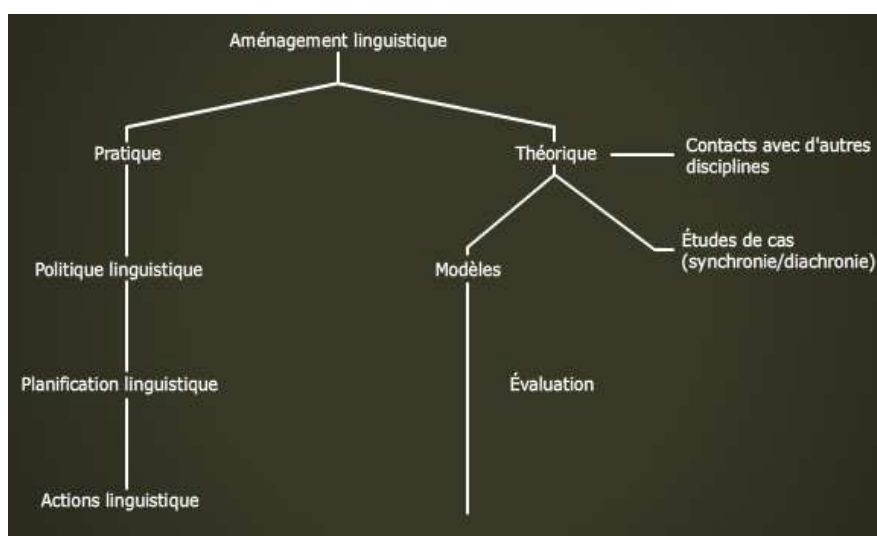 Aménagement linguistique
Pratique
Théorique
Contacts avec d'autres
disciplines
Politique linguistique
Modèles
Études de cas
(synchronie/diachronie)
Planification linguistique
Évaluation
Actions linguistique